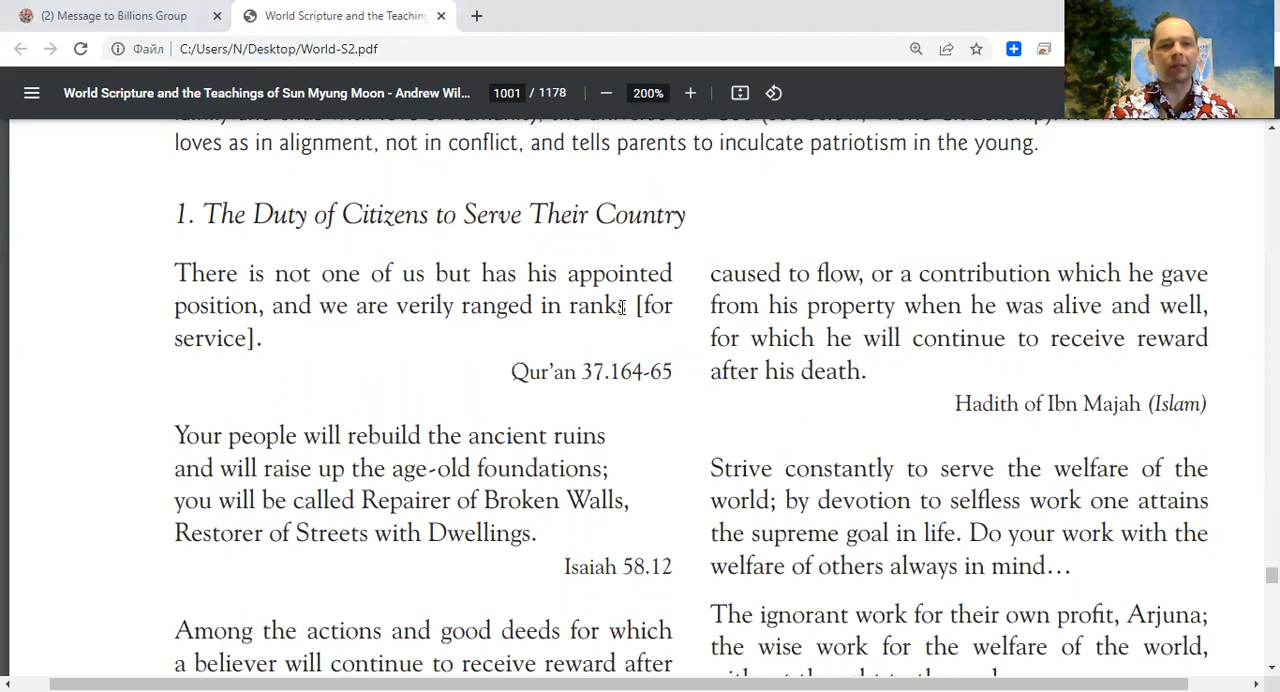 (2) Message to Billions Group
World Scripture and the Teaching
Файл
C:/Users/N/Desktop/World-S2.pdf
World Scripture and the Teachings of Sun Myung Moon - Andrew Wil...
1001 / 1178
200%
loves as in alignment, not in conflict, and tells parents to inculcate patriotism in the young.
1. The Duty of Citizens to Serve Their Country
There is not one of us but has his appointed
position, and we are verily ranged in ranks [for
service].
Qur'an 37.164-65
Your people will rebuild the ancient ruins
and will raise up the age-old foundations;
you will be called Repairer of Broken Walls,
Restorer of Streets with Dwellings.
Isaiah 58.12
Among the actions and good deeds for which
a believer will continue to receive reward after
caused to flow, or a contribution which he gave
from his property when he was alive and well,
for which he will continue to receive reward
after his death.
Hadith of Ibn Majah (Islam)
Strive constantly to serve the welfare of the
world; by devotion to selfless work one attains
the supreme goal in life. Do your work with the
welfare of others always in mind…
The ignorant work for their own profit, Arjuna;
the wise work for the welfare of the world,